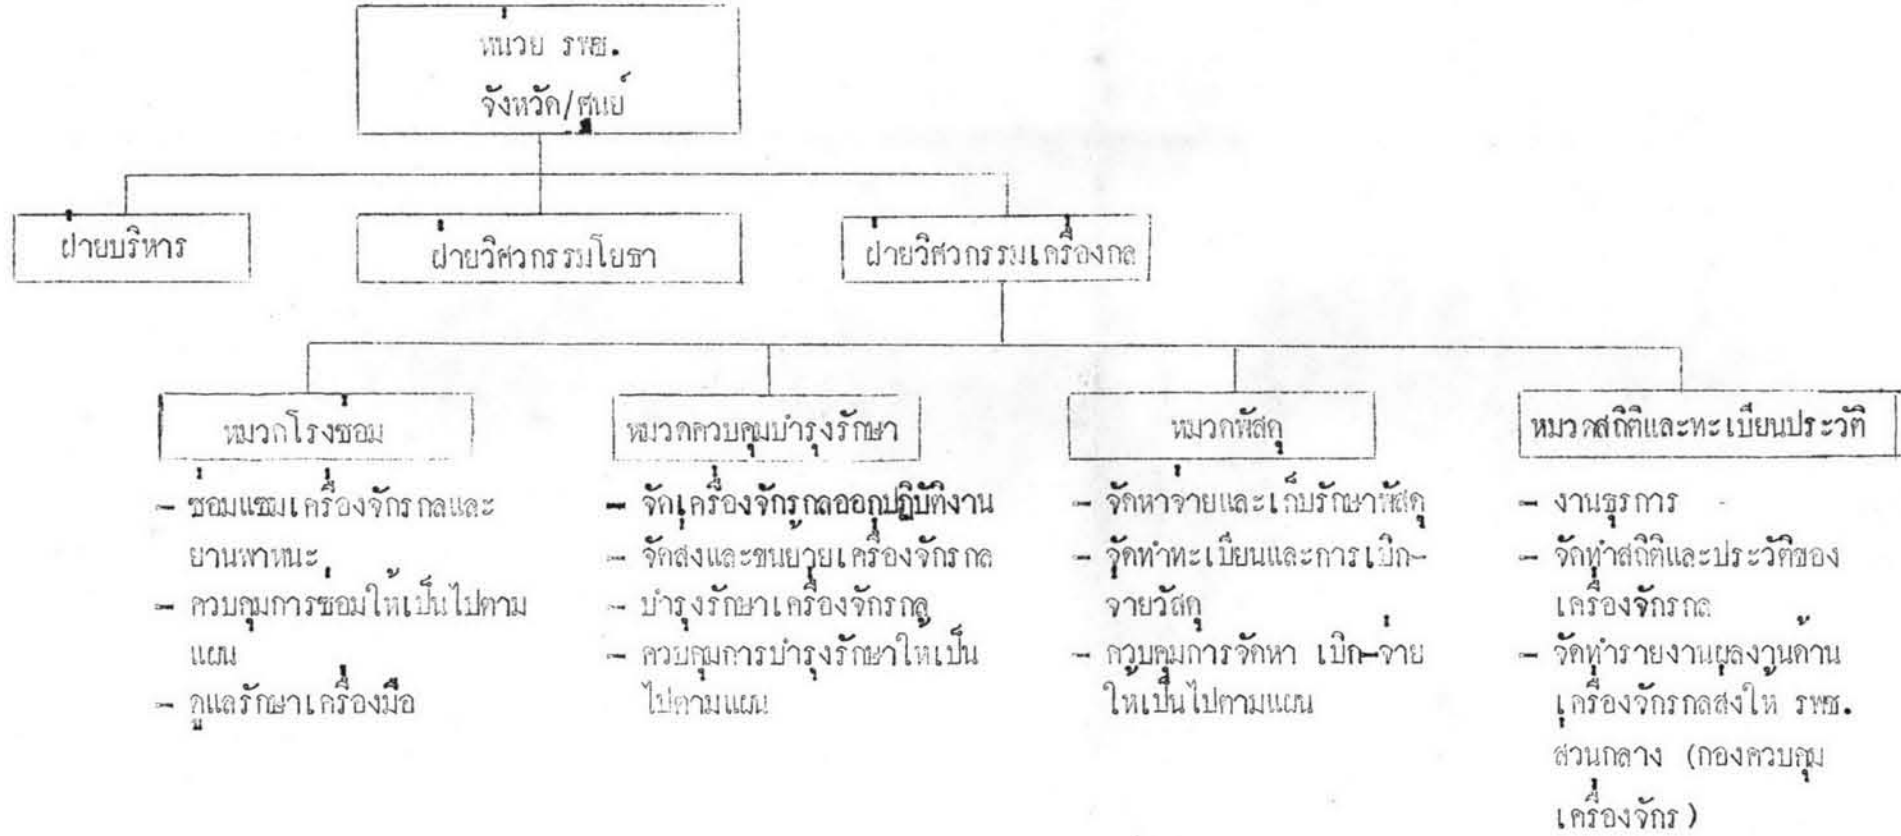 หน่วย รพช.
จังหวัด/ศูนย์
ฝ่ายบริหาร
ฝ่ายวิศวกรรมโยธา
ฝ่ายวิศวกรรมเครื่องกล
หมวดโรงซ่อม
- ซ่อมแซมเครื่องจักรกลและ
ยานพาหนะ
- ควบคุมการซ่อมให้เป็นไปตาม
แผน
- ดูแลรักษาเครื่องมือ
หมวดควบคุมบำรุงรักษา
- จัดเครื่องจักรกลออกปฏิบัติงาน
- จัดส่งและขนย้ายเครื่องจักรกล
- บำรุงรักษาเครื่องจักรกล
- ควบคุมการบำรุงรักษาให้เป็น
ไปตามแผน
หมวดพัสดุ
- จัดหาจ่ายและเก็บรักษาพัสดุ
- จัดทำทะเบียนและการเบิก-
จ่ายวัสดุ
- ควบคุมการจัดหา เบิก-จ่าย
ให้เป็นไปตามแผน
หมวดสถิติและทะเบียนประวัติ
- งานธุรการ
- จัดทำสถิติและประวัติของ
เครื่องจักรกล
- จัดทำรายงานผลงานด้าน
เครื่องจักรกลส่งให้ รพช.
ส่วนกลาง (กองควบคุม
เครื่องจักร)